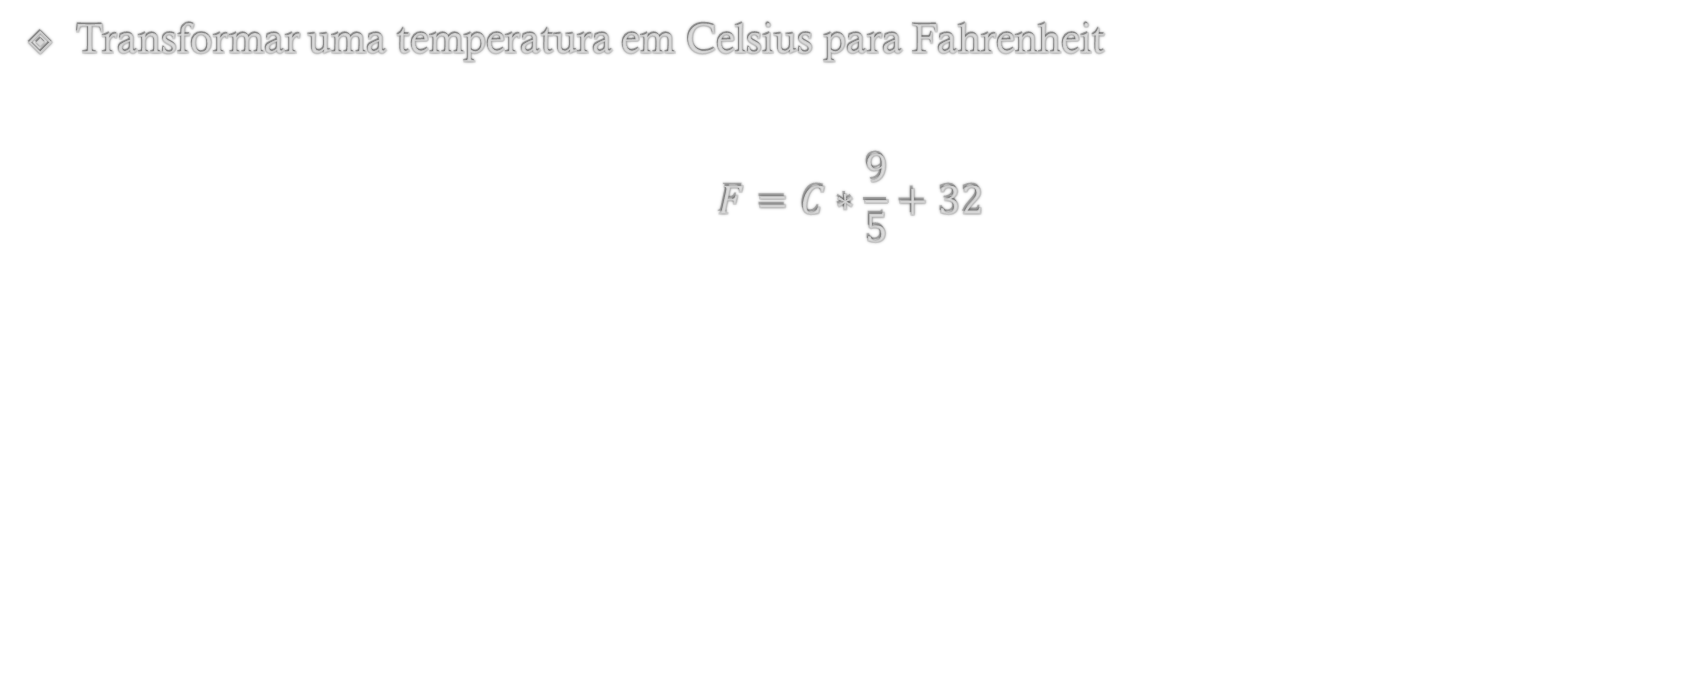 Transformar uma temperatura em Celsius para Fahrenheit
F = C * 9/5 + 32